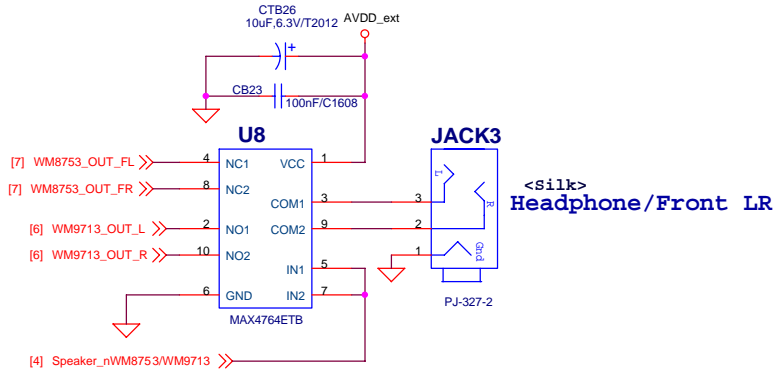 CTB26
10uF,6.3V/T2012
AVDD_ext
+
CB23
100nF/C1608
U8
JACK3
[7] WM8753_OUT_FL
4 NC1
VCC 1
[7] WM8753_OUT_FR
8 NC2
COM1 3
3 L
<Silk>
Headphone/Front LR
[6] WM9713_OUT_L
2 NO1
COM2 9
2 R
[6] WM9713_OUT_R
10 NO2
1 Gnd
IN1 5
6 GND
IN2 7
MAX4764ETB
PJ-327-2
[4] Speaker_nWM8753/WM9713